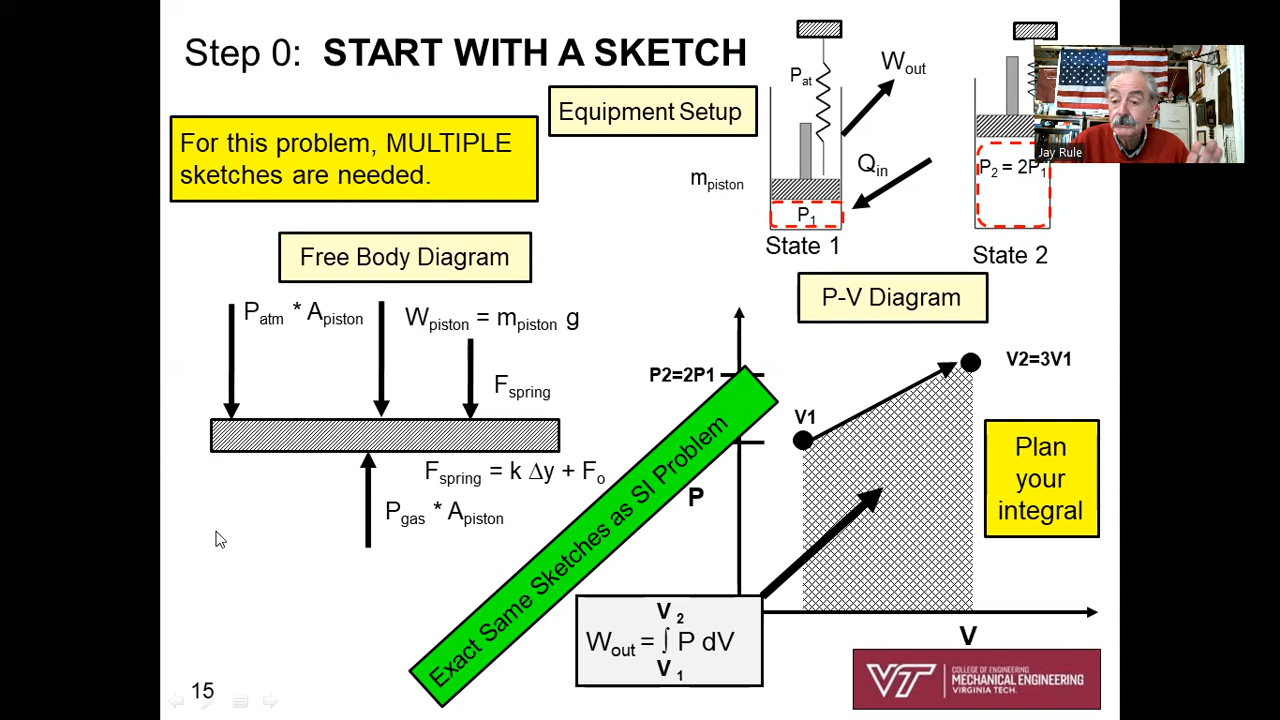 Step 0: START WITH A SKETCH
For this problem, MULTIPLE
sketches are needed.
Equipment Setup
Pat
Wout
Qin
mpiston
P1
State 1
P2 = 2P1
State 2
Jay Rule
Free Body Diagram
Patm * Apiston
Wpiston = mpiston g
Fspring
Fspring = k Δy + Fo
Pgas * Apiston
P-V Diagram
P2=2P1
V1
V2=3V1
P
V
Plan
your
integral
Exact Same Sketches as SI Problem
V 2
Wout = ∫ P dV
V 1
15
VT
COLLEGE OF ENGINEERING
MECHANICAL ENGINEERING
VIRGINIA TECH.